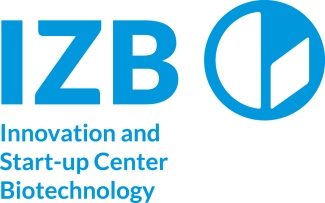 IZB
Innovation and
Start-up Center
Biotechnology